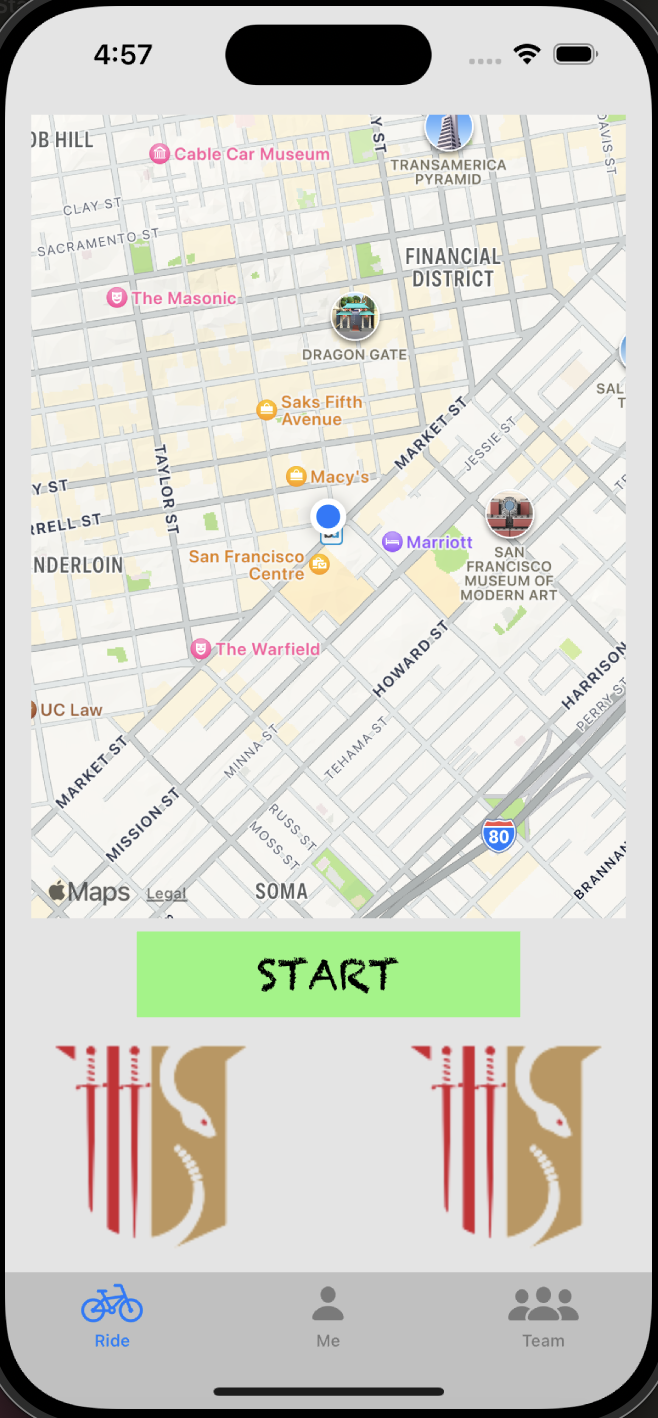 4:57
OB HILL
Y ST
DAVIS ST
Cable Car Museum
TRANSAMERICA
PYRAMID
CLAY ST
SACRAMENTO ST
FINANCIAL
DISTRICT
The Masonic
DRAGON GATE
Saks Fifth
Avenue
SAL
T
MARKET ST
JESSIE ST
TAYLOR ST
Macy's
Y ST
RRELL ST
NDERLOIN
San Francisco
Centre
Marriott
SAN
FRANCISCO
MUSEUM OF
MODERN ART
The Warfield
HOWARD ST
HARRISON
PERRY ST
UC Law
MARKET ST
MINNA ST
TEHAMA ST
MISSION ST
RUSS ST
MOSS ST
80
BRANNAN
Maps
Legal
SOMA
START
Ride
Me
Team